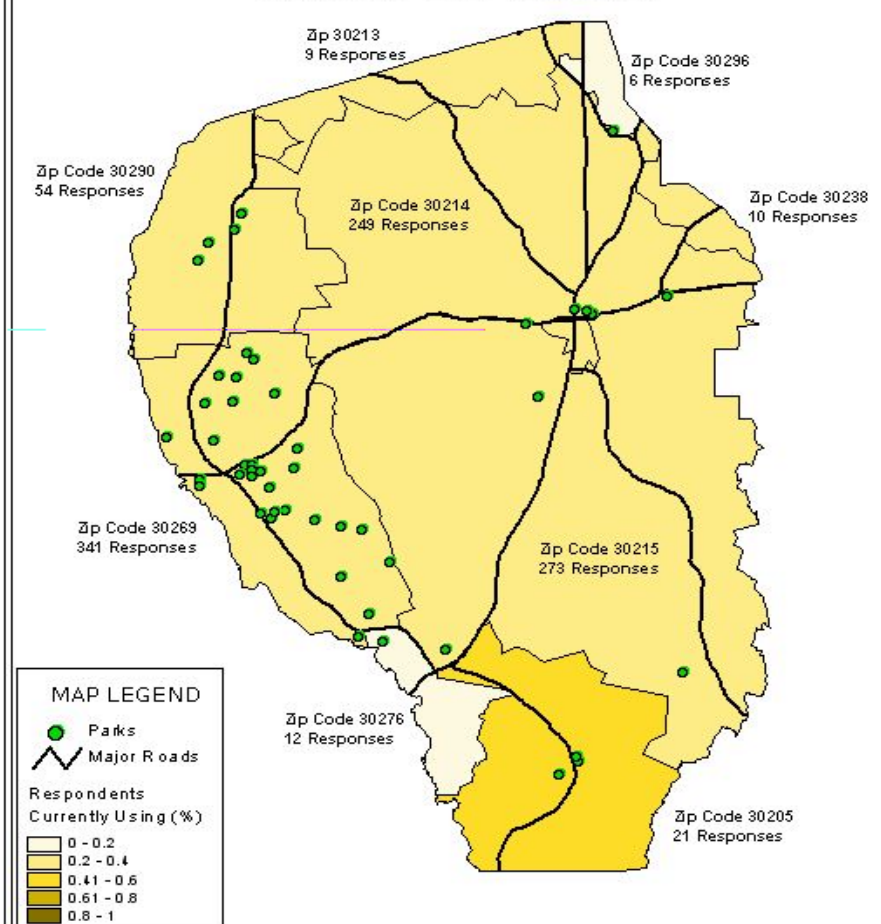 Zip 30213
9 Responses
Zip Code 30296
6 Responses
Zip Code 30290
54 Responses
Zip Code 30214
249 Responses
Zip Code 30238
10 Responses
Zip Code 30269
341 Responses
Zip Code 30215
273 Responses
Zip Code 30276
12 Responses
Zip Code 30205
21 Responses
MAP LEGEND
Parks
Major Roads
Respondents
Currently Using (%)
0 - 0.2
0.2 - 0.4
0.41 - 0.6
0.61 - 0.8
0.8 - 1